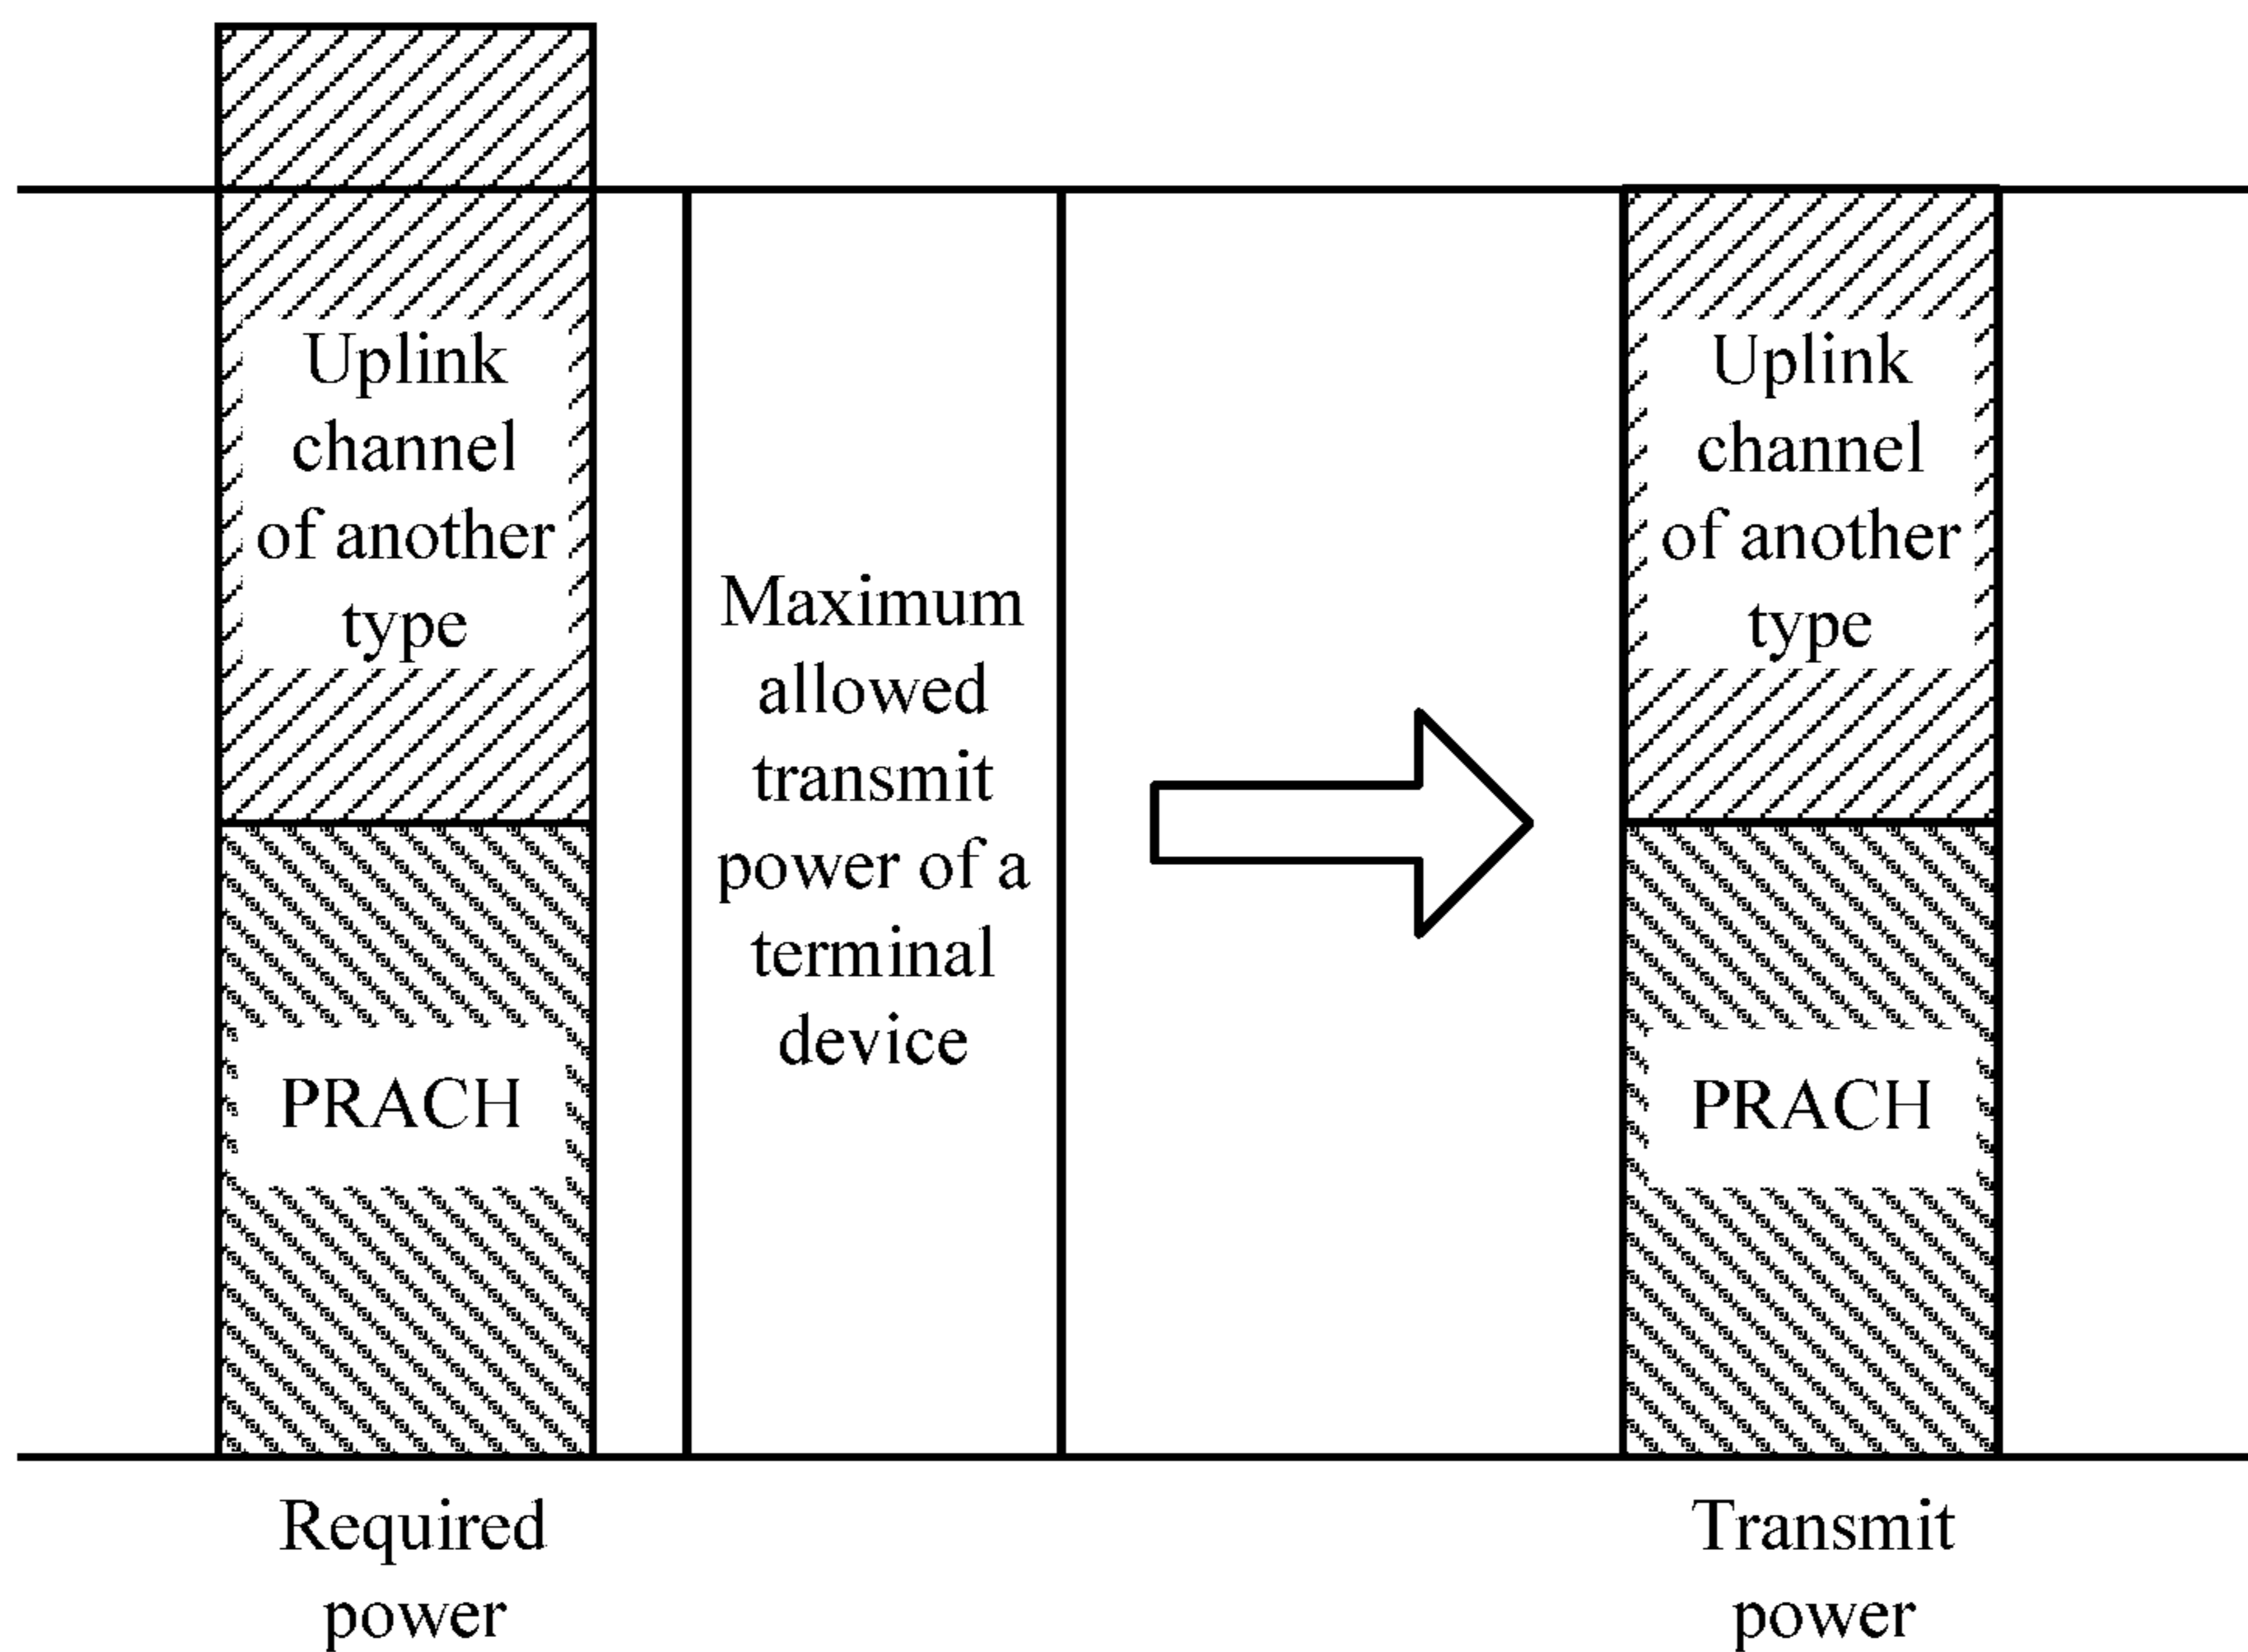 Uplink
channel
of another
type
PRACH
Required
power
Maximum
allowed
transmit
power of a
terminal
device
Uplink
channel
of another
type
PRACH
Transmit
power